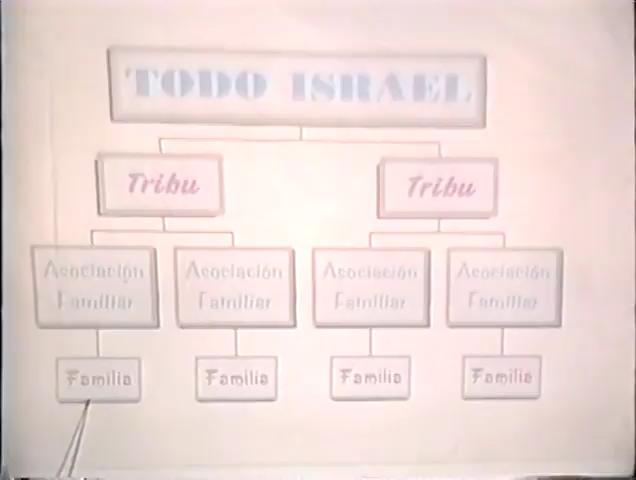 TODO ISRAEL
Tribu Tribu
Asociación Asociación Asociación Asociación
Familiar Familiar Familiar Familiar
Familia Familia Familia Familia